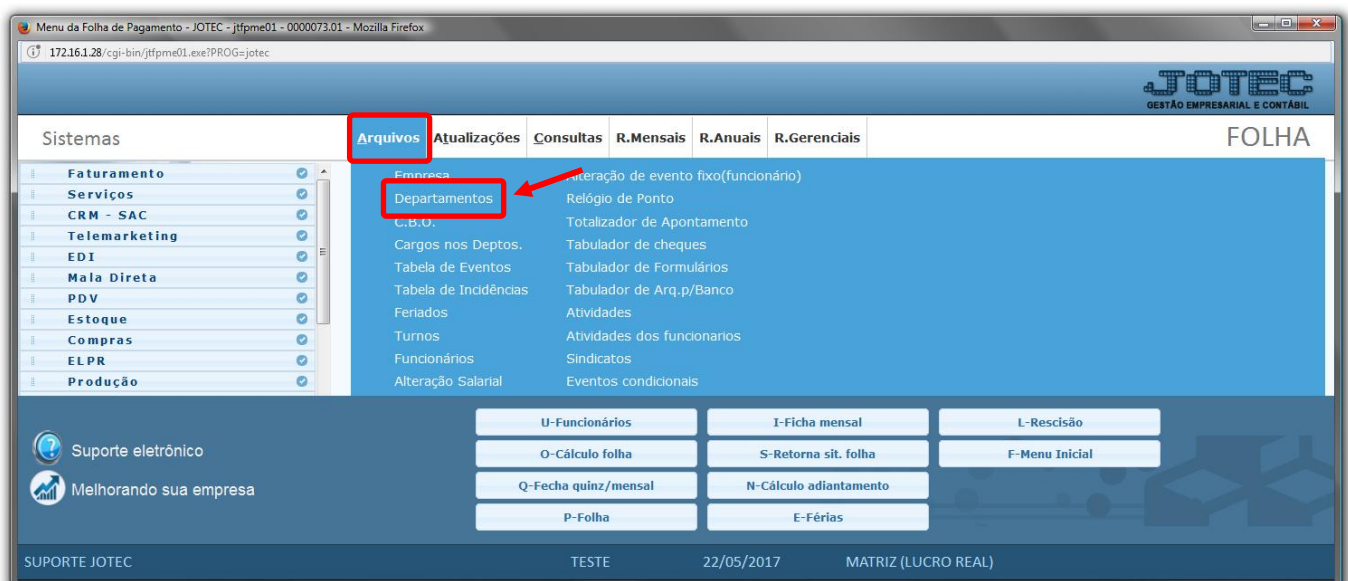 Menu da Folha de Pagamento - JOTEC - jtfpme01 - 0000073.01 - Mozilla Firefox
172.16.1.28/cgi-bin/jtfpme01.exe?PROG=jotec
JOTEC
GESTÃO EMPRESARIAL E CONTÁBIL
Sistemas
Arquivos Atualizações Consultas R.Mensais R.Anuais R.Gerenciais
FOLHA
Faturamento
Serviços
CRM - SAC
Telemarketing
EDI
Mala Direta
PDV
Estoque
Compras
ELPR
Produção
Empresa
Departamentos
C.B.O.
Cargos nos Deptos.
Tabela de Eventos
Tabela de Incidências
Feriados
Turnos
Funcionários
Alteração Salarial
Alteração de evento fixo(funcionário)
Relógio de Ponto
Totalizador de Apontamento
Tabulador de cheques
Tabulador de Formulários
Tabulador de Arq.p/Banco
Atividades
Atividades dos funcionarios
Sindicatos
Eventos condicionais
Suporte eletrônico
Melhorando sua empresa
U-Funcionários I-Ficha mensal L-Rescisão
O-Cálculo folha S-Retorna sit. folha F-Menu Inicial
Q-Fecha quinz/mensal N-Cálculo adiantamento
P-Folha E-Férias
SUPORTE JOTEC TESTE 22/05/2017 MATRIZ (LUCRO REAL)